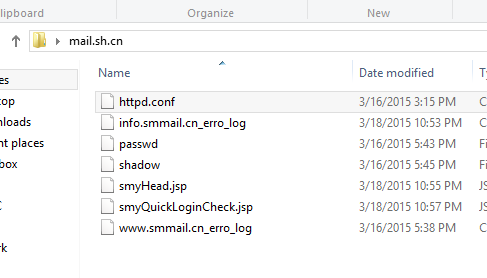 lipboard Organize New
mail.sh.cn
es Name Date modified Ty
httpd.conf 3/16/2015 3:15 PM C
top info.smmail.cn_erro_log 3/18/2015 10:53 PM C
nloads passwd 3/16/2015 5:43 PM Fi
nt places shadow 3/16/2015 5:45 PM Fi
box smyHead.jsp 3/18/2015 10:55 PM JS
smyQuickLoginCheck.jsp 3/18/2015 10:57 PM JS
www.smmail.cn_erro_log 3/16/2015 5:38 PM C
rk